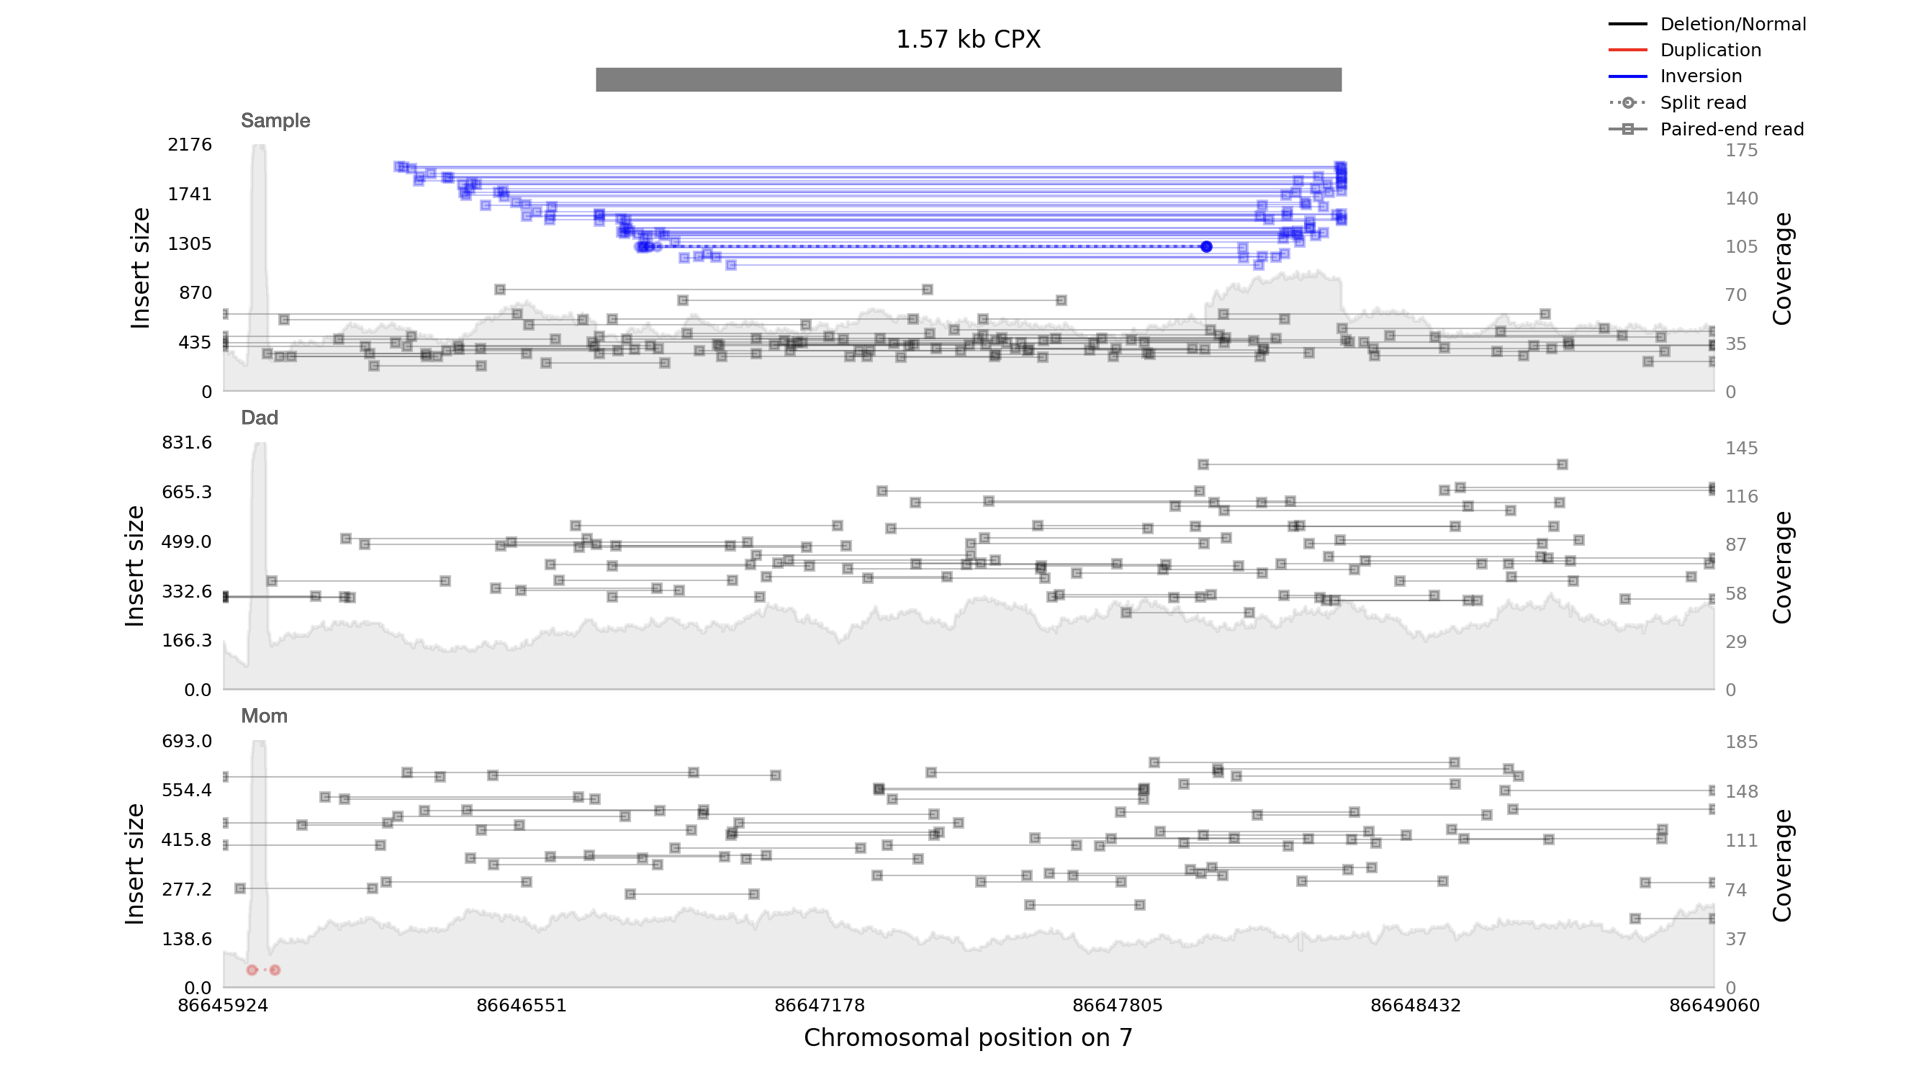 1.57 kb CPX
Deletion/Normal
Duplication
Inversion
Split read
Paired-end read
Sample
2176
1741
1305
870
435
0
Insert size
175
140
105
70
35
0
Coverage
Dad
831.6
665.3
499.0
332.6
166.3
0.0
Insert size
145
116
87
58
29
0
Coverage
Mom
693.0
554.4
415.8
277.2
138.6
0.0
Insert size
185
148
111
74
37
0
Coverage
86645924 86646551 86647178 86647805 86648432 86649060
Chromosomal position on 7